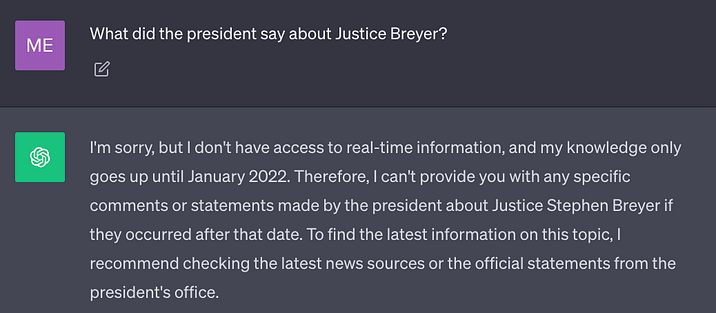 ME
What did the president say about Justice Breyer?
I'm sorry, but I don't have access to real-time information, and my knowledge only
goes up until January 2022. Therefore, I can't provide you with any specific
comments or statements made by the president about Justice Stephen Breyer if
they occurred after that date. To find the latest information on this topic, I
recommend checking the latest news sources or the official statements from the
president's office.